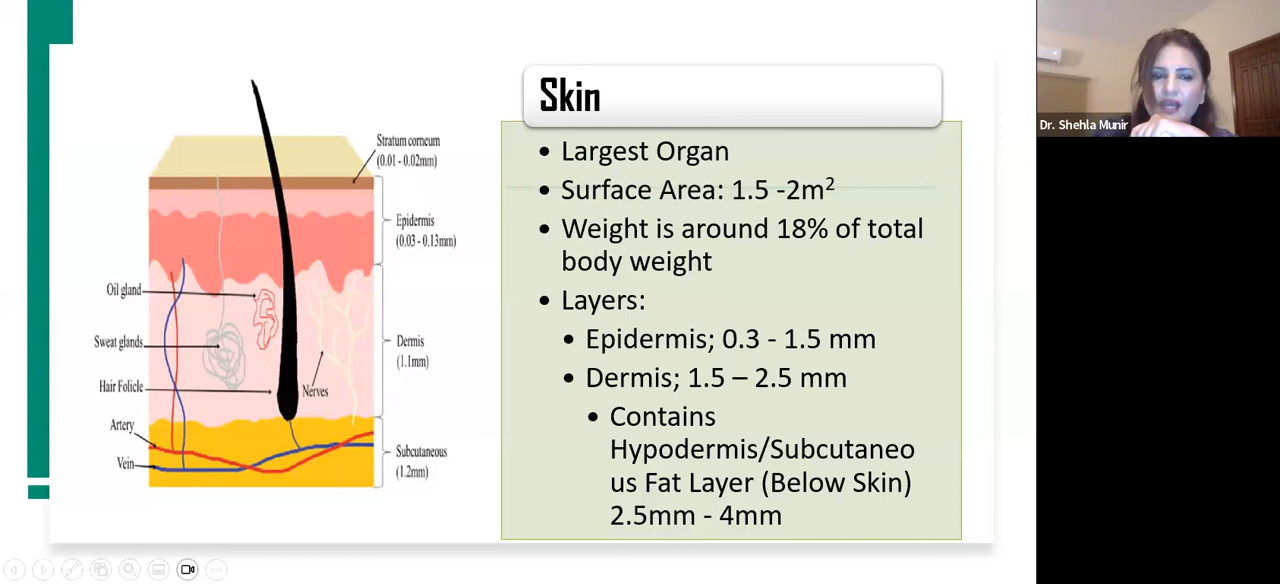 Stratum corneum
(0.01 - 0.02mm)
Epidermis
(0.03 - 0.13mm)
Oil gland
Sweat glands
Dermis
(1.1mm)
Hair Folicle
Nerves
Artery
Vein
Subcutaneous
(1.2mm)
Skin
• Largest Organ
• Surface Area: 1.5 -2m²
• Weight is around 18% of total
body weight
• Layers:
• Epidermis; 0.3 - 1.5 mm
• Dermis; 1.5 – 2.5 mm
• Contains
Hypodermis/Subcutaneo
us Fat Layer (Below Skin)
2.5mm - 4mm
Dr. Shehla Munir